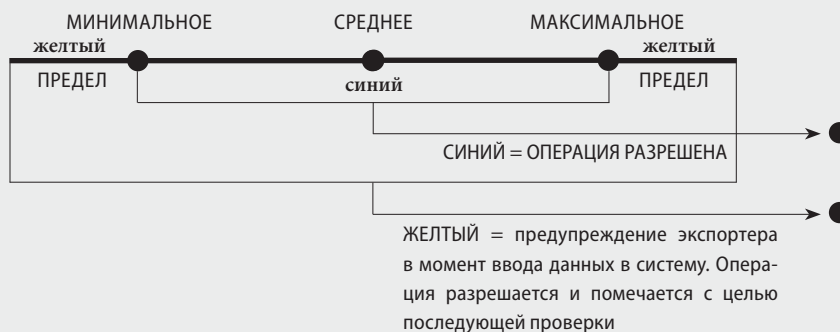 МИНИМАЛЬНОЕ СРЕДНЕЕ МАКСИМАЛЬНОЕ
желтый желтый
ПРЕДЕЛ синий ПРЕДЕЛ
СИНИЙ = ОПЕРАЦИЯ РАЗРЕШЕНА
ЖЕЛТЫЙ = предупреждение экспортера
в момент ввода данных в систему. Опера-
ция разрешается и помечается с целью
последующей проверки